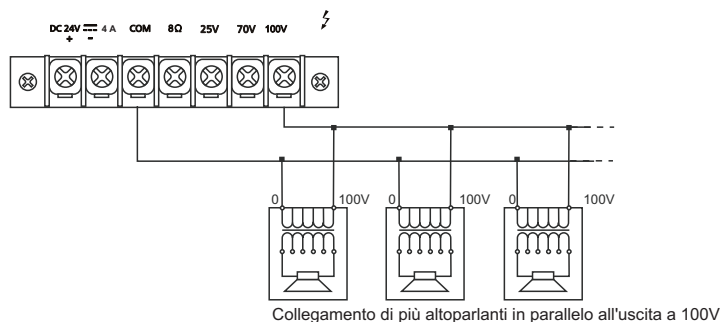 DC 24V ⎓ 4 A COM 8Ω 25V 70V 100V
+ -
0 100V 0 100V 0 100V
Collegamento di più altoparlanti in parallelo all'uscita a 100V